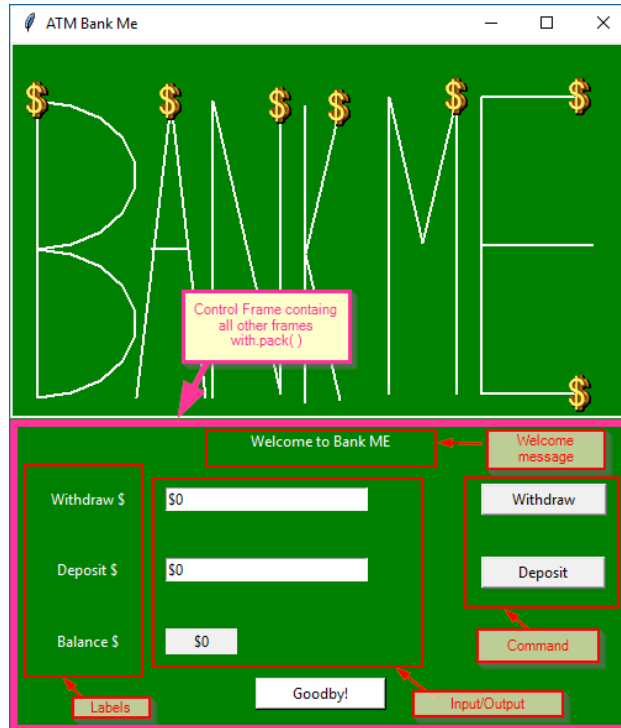 ATM Bank Me
$ $ $ $ $ $
BANK ME
$
Control Frame containg
all other frames
with.pack( )
Welcome to Bank ME
Welcome
message
Withdraw $
$0
Withdraw
Deposit $
$0
Deposit
Balance $
$0
Command
Goodby!
Labels
Input/Output